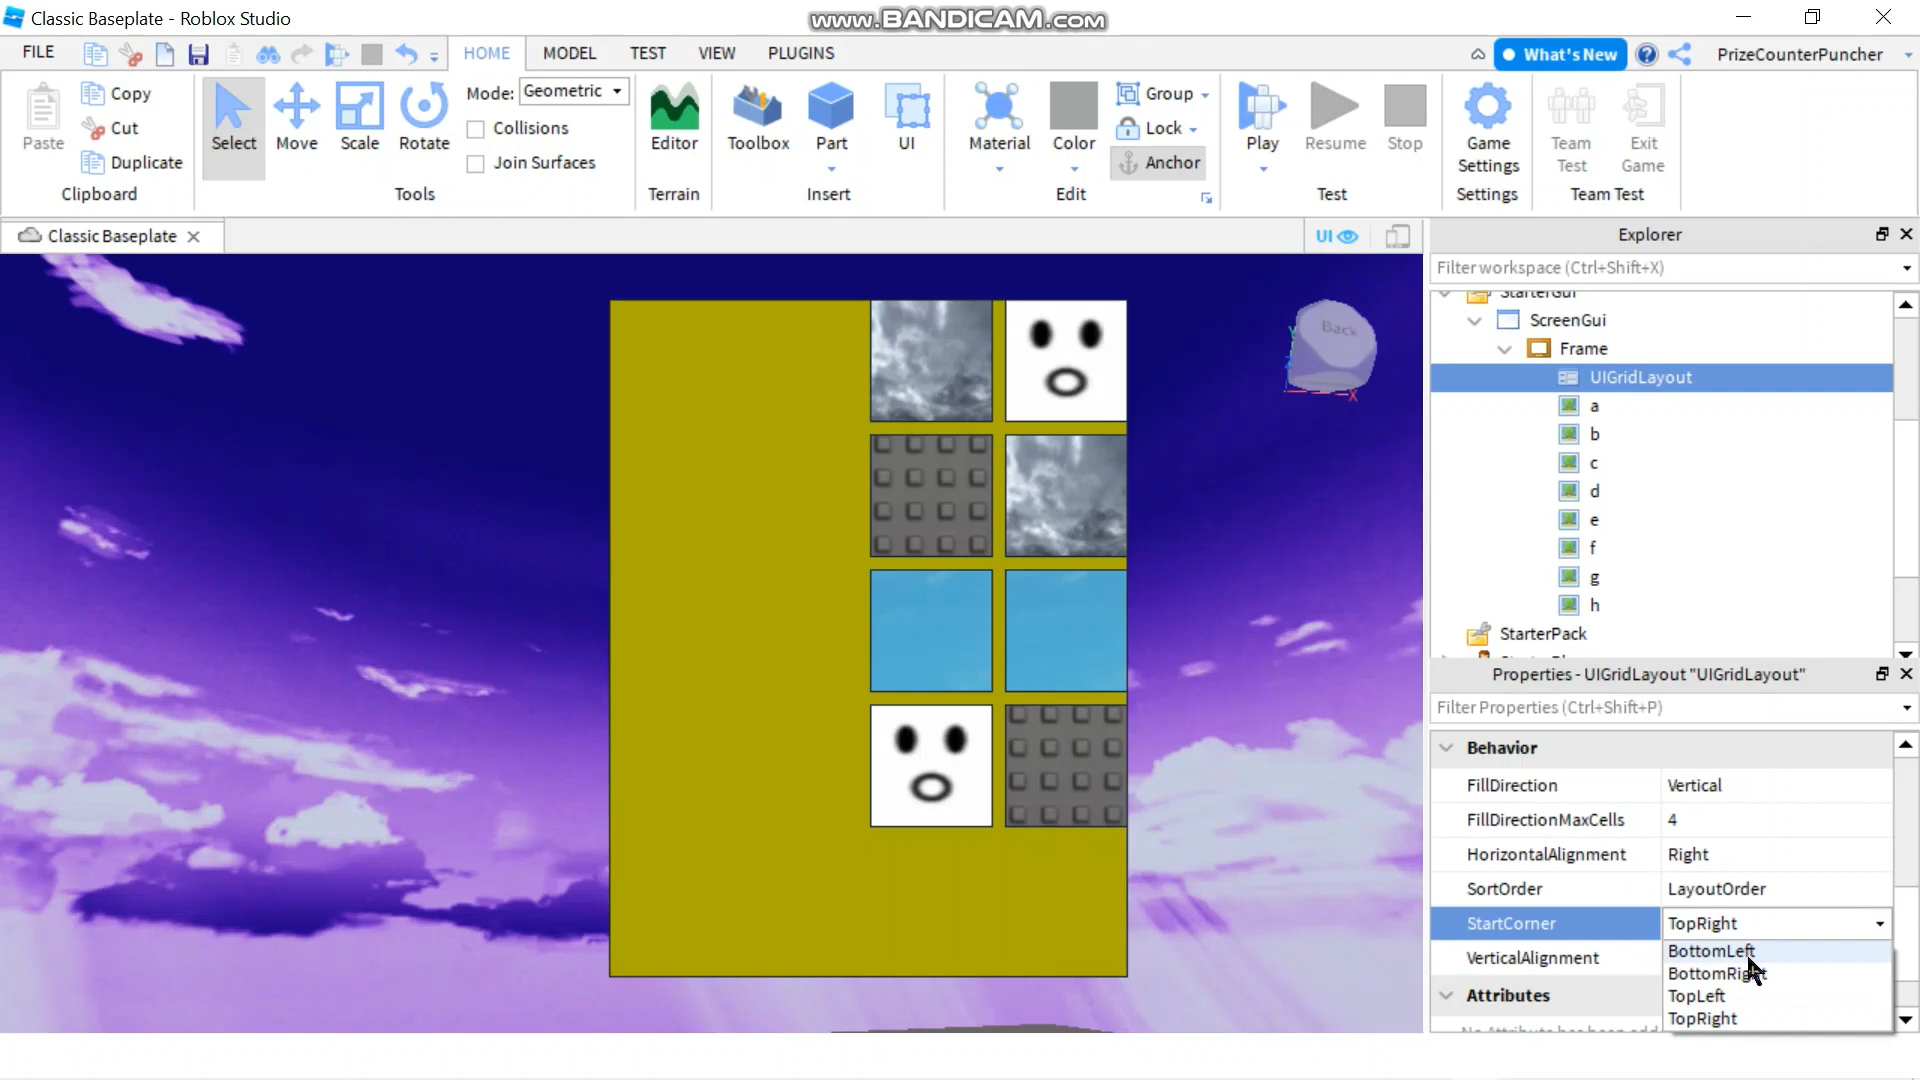 Classic Baseplate - Roblox Studio
www.BANDICAM.com
FILE
HOME
MODEL
TEST
VIEW
PLUGINS
What's New
PrizeCounterPuncher
Paste
Copy
Cut
Duplicate
Clipboard
Select
Move
Scale
Rotate
Mode: Geometric
Collisions
Join Surfaces
Tools
Editor
Terrain
Toolbox
Part
UI
Insert
Material
Color
Group
Lock
Anchor
Edit
Play
Resume
Stop
Test
Game
Settings
Settings
Team
Test
Exit
Game
Team Test
Classic Baseplate
UI
Back
Y
X
Explorer
Filter workspace (Ctrl+Shift+X)
StarterGui
ScreenGui
Frame
UIGridLayout
a
b
c
d
e
f
g
h
StarterPack
Properties - UIGridLayout "UIGridLayout"
Filter Properties (Ctrl+Shift+P)
Behavior
FillDirection Vertical
FillDirectionMaxCells 4
HorizontalAlignment Right
SortOrder LayoutOrder
StartCorner TopRight
BottomLeft
VerticalAlignment
BottomRight
Attributes
TopLeft
TopRight